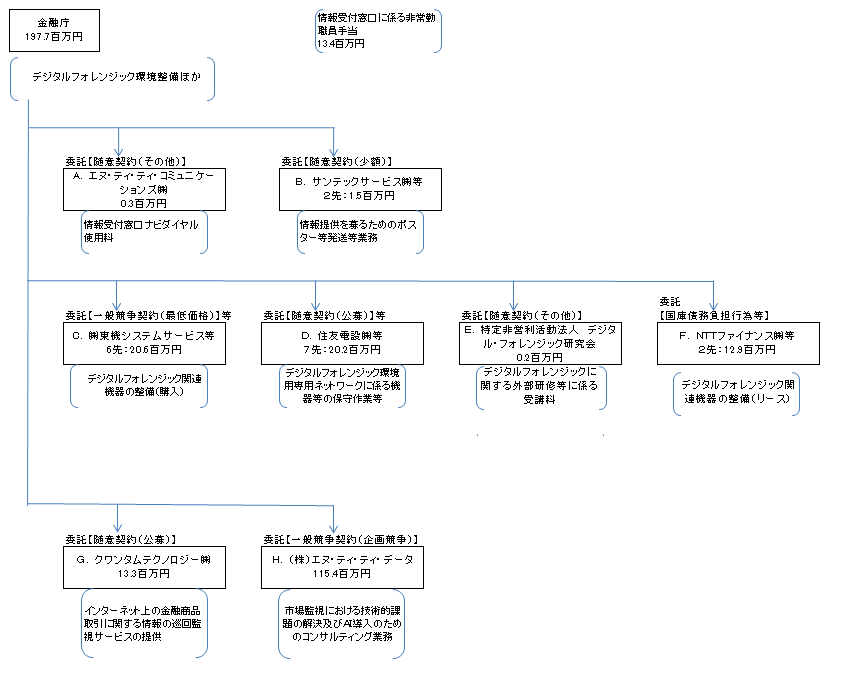 金融庁
197.7百万円
情報受付窓口に係る非常勤
職員手当
13.4百万円
デジタルフォレンジック環境整備ほか
委託【随意契約(その他)】
A. エヌ・ティ・ティ・コミュニケー
ションズ㈱
0.3百万円
情報受付窓口ナビダイヤル
使用料
委託【随意契約(少額)】
B. サンテックサービス㈱等
2先:1.5百万円
情報提供を募るためのポス
ター等発送等業務
委託【一般競争契約(最低価格)】等
C. ㈱東機システムサービス等
6先:20.6百万円
デジタルフォレンジック関連
機器の整備(購入)
委託【随意契約(公募)】等
D. 住友電設㈱等
7先:20.2百万円
デジタルフォレンジック環境
用専用ネットワークに係る機
器等の保守作業等
委託【随意契約(その他)】
E. 特定非営利活動法人 デジタ
ル・フォレンジック研究会
0.2百万円
デジタルフォレンジックに
関する外部研修等に係る
受講料
委託
【国庫債務負担行為等】
F. NTTファイナンス㈱等
2先:12.9百万円
デジタルフォレンジック関
連機器の整備(リース)
委託【随意契約(公募)】
G. クワンタムテクノロジー㈱
13.3百万円
インターネット上の金融商品
取引に関する情報の巡回監
視サービスの提供
委託【一般競争契約(企画競争)】
H. (株)エヌ・ティ・ティ・データ
115.4百万円
市場監視における技術的課
題の解決及びAI導入のため
のコンサルティング業務